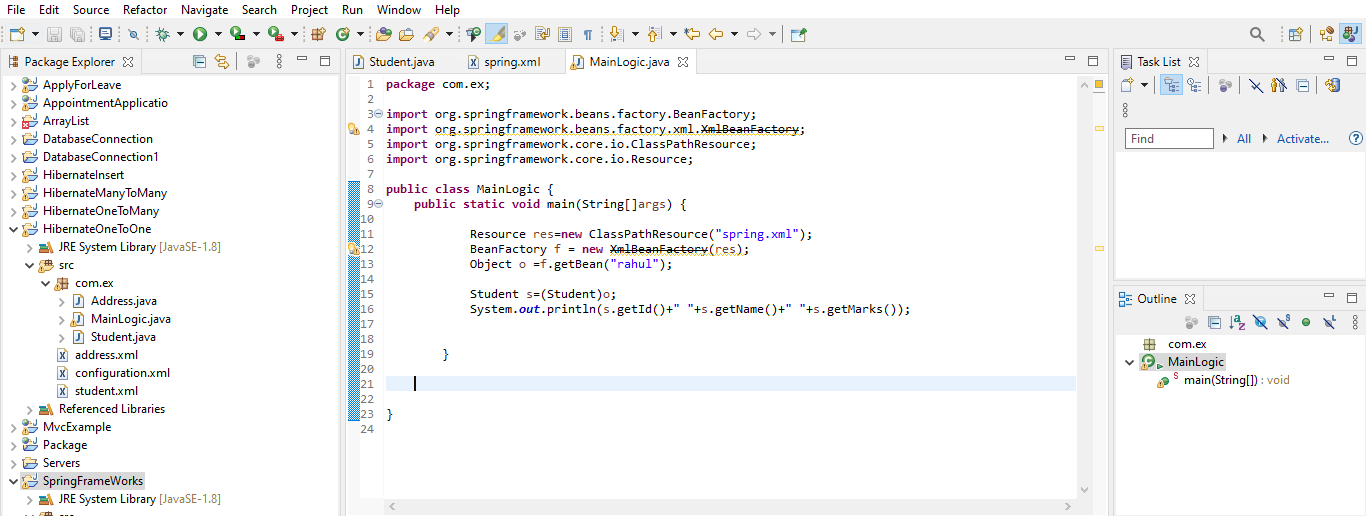 File Edit Source Refactor Navigate Search Project Run Window Help
Package Explorer
ApplyForLeave
AppointmentApplicatio
ArrayList
DatabaseConnection
DatabaseConnection1
HibernateInsert
HibernateManyToMany
HibernateOneToMany
HibernateOneToOne
JRE System Library [JavaSE-1.8]
src
com.ex
Address.java
MainLogic.java
Student.java
address.xml
configuration.xml
student.xml
Referenced Libraries
MvcExample
Package
Servers
SpringFrameWorks
JRE System Library [JavaSE-1.8]
Student.java spring.xml MainLogic.java
1 package com.ex;
2
3 import org.springframework.beans.factory.BeanFactory;
4 import org.springframework.beans.factory.xml.XmlBeanFactory;
5 import org.springframework.core.io.ClassPathResource;
6 import org.springframework.core.io.Resource;
7
8 public class MainLogic {
9 public static void main(String[]args) {
10
11 Resource res=new ClassPathResource("spring.xml");
12 BeanFactory f = new XmlBeanFactory(res);
13 Object o =f.getBean("rahul");
14
15 Student s=(Student)o;
16 System.out.println(s.getId()+" "+s.getName()+" "+s.getMarks());
17
18
19 }
20
21
22
23 }
24
Task List
Find All Activate...
Outline
com.ex
MainLogic
main(String[]) : void